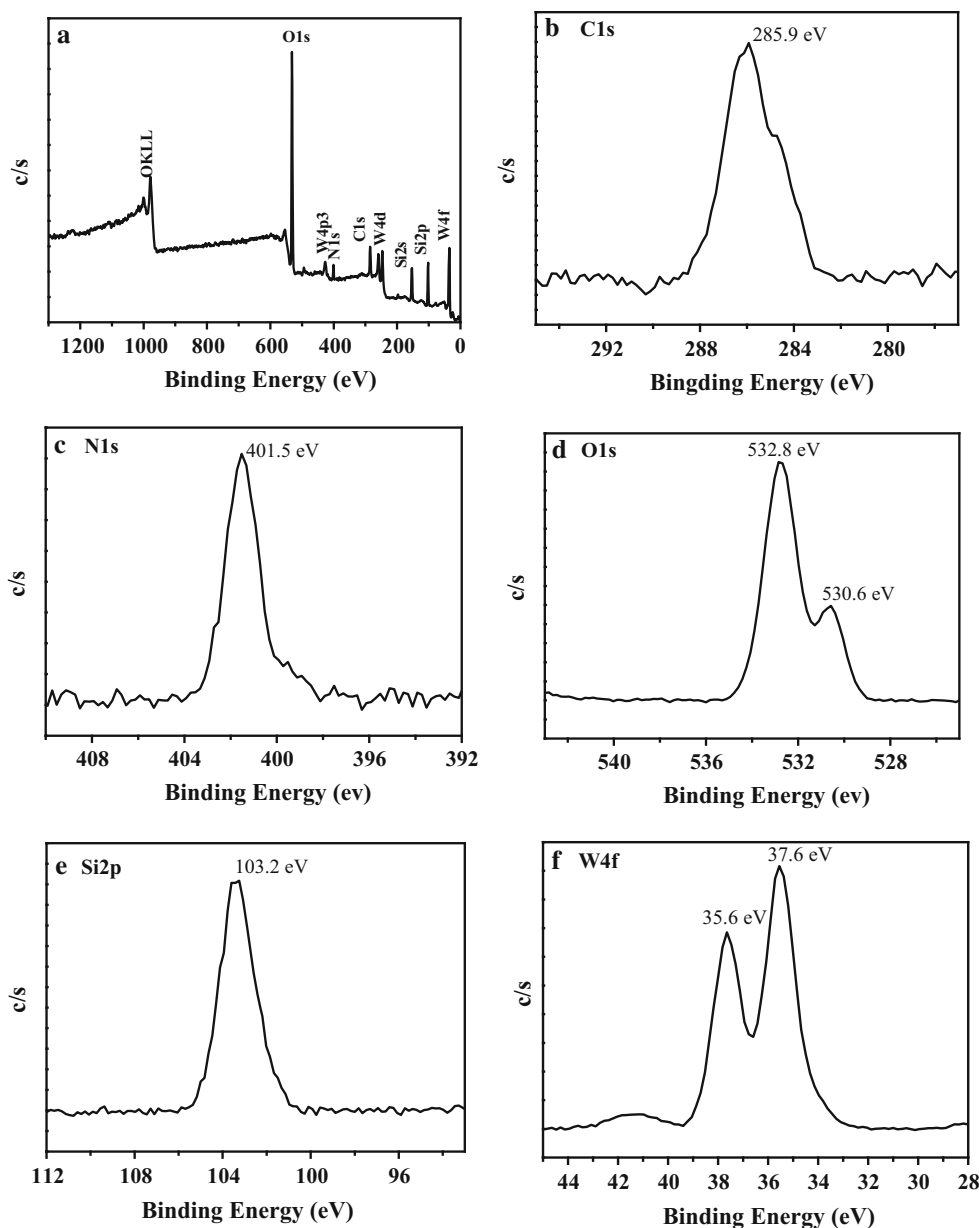 a
O1s
OKLL
W4p3
N1s
C1s
W4d
Si2s
Si2p
W4f
c/s
1200 1000 800 600 400 200 0
Binding Energy (eV)
b C1s
285.9 eV
c/s
292 288 284 280
Bingding Energy (eV)
c N1s
401.5 eV
c/s
408 404 400 396 392
Binding Energy (ev)
d O1s
532.8 eV
530.6 eV
c/s
540 536 532 528
Binding Energy (ev)
e Si2p
103.2 eV
c/s
112 108 104 100 96
Binding Energy (eV)
f W4f
37.6 eV
35.6 eV
c/s
44 42 40 38 36 34 32 30 28
Binding Energy (eV)